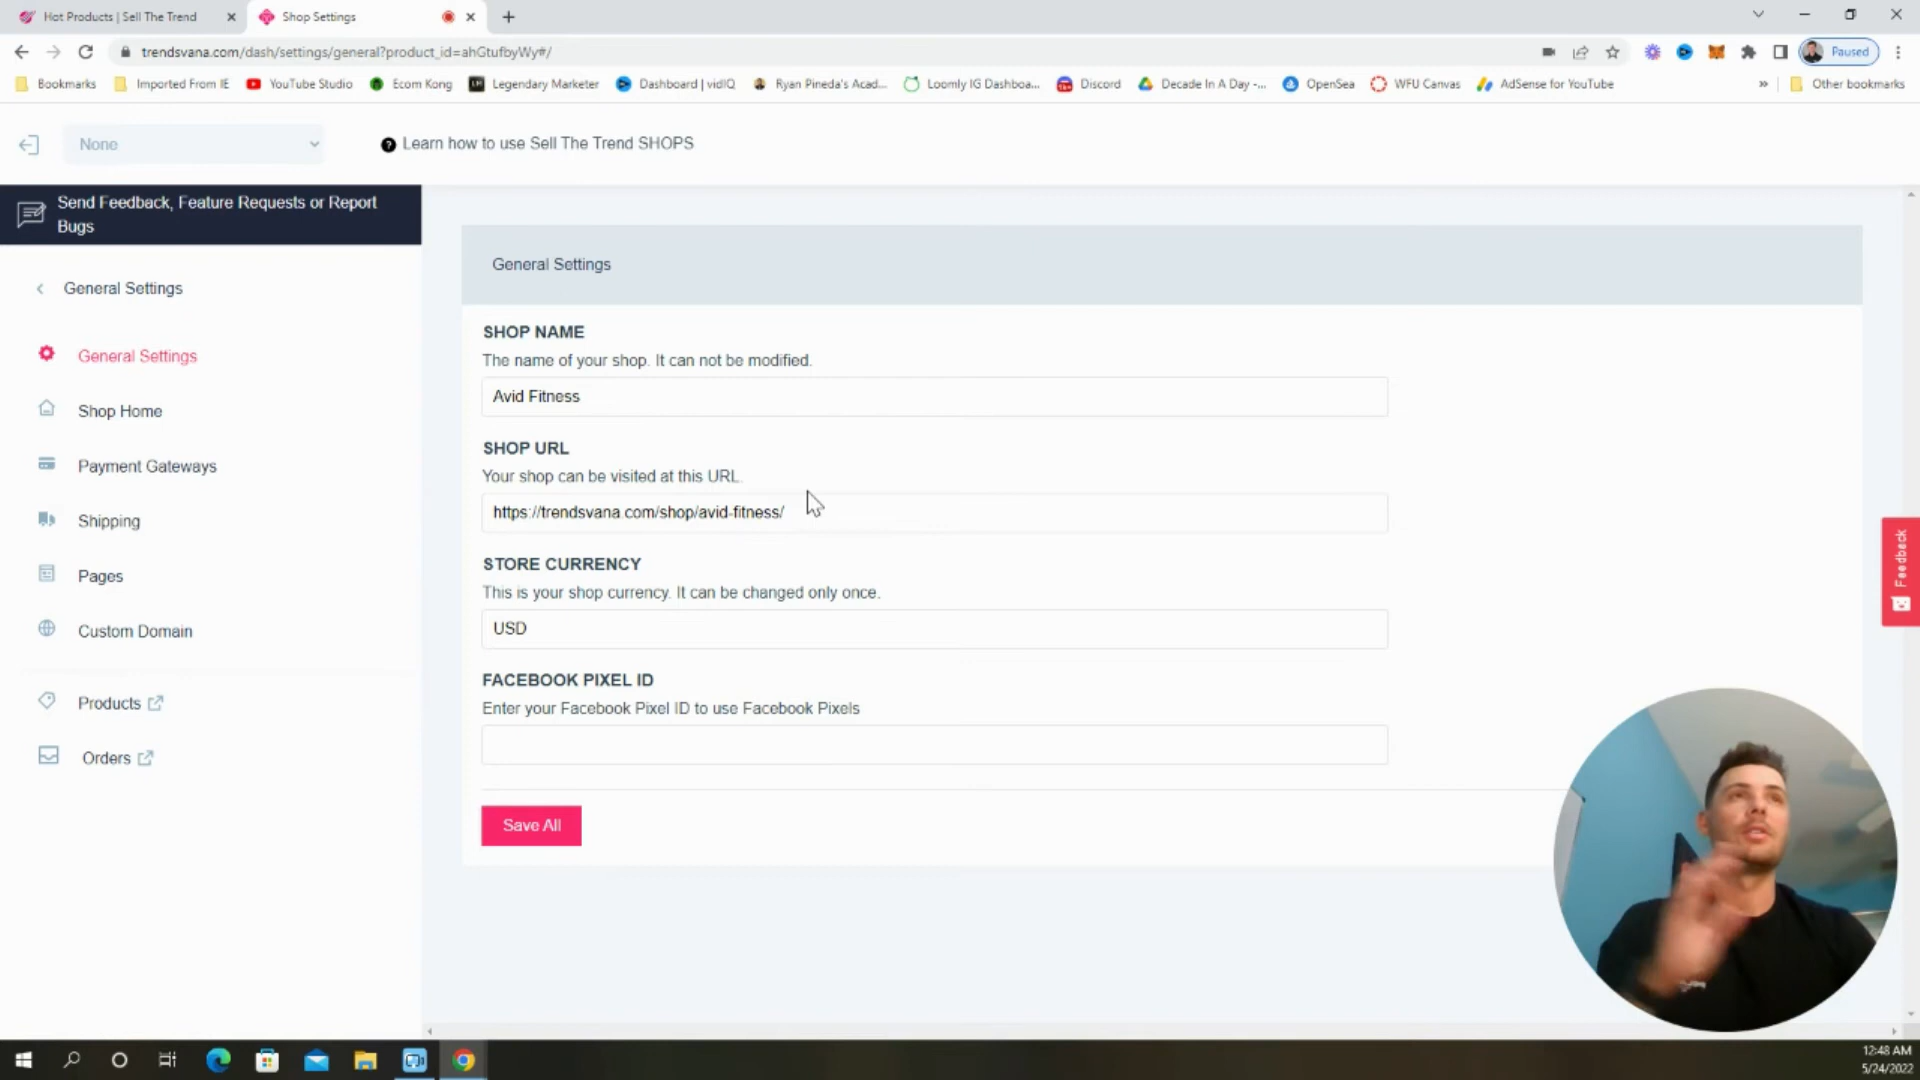 Hot Products | Sell The Trend
Shop Settings
trendsvana.com/dash/settings/general?product_id=ahGtufbyWy#/
Paused
Bookmarks
Imported From IE
YouTube Studio
Ecom Kong
Legendary Marketer
Dashboard | vidIQ
Ryan Pineda's Acad...
Loomly IG Dashboa...
Discord
Decade In A Day -...
OpenSea
WFU Canvas
AdSense for YouTube
»
Other bookmarks
None
Learn how to use Sell The Trend SHOPS
Send Feedback, Feature Requests or Report
Bugs
General Settings
General Settings
Shop Home
Payment Gateways
Shipping
Pages
Custom Domain
Products
Orders
General Settings
SHOP NAME
The name of your shop. It can not be modified.
Avid Fitness
SHOP URL
Your shop can be visited at this URL.
https://trendsvana.com/shop/avid-fitness/
STORE CURRENCY
This is your shop currency. It can be changed only once.
USD
FACEBOOK PIXEL ID
Enter your Facebook Pixel ID to use Facebook Pixels
Save All
Feedback
12:48 AM
5/24/2022